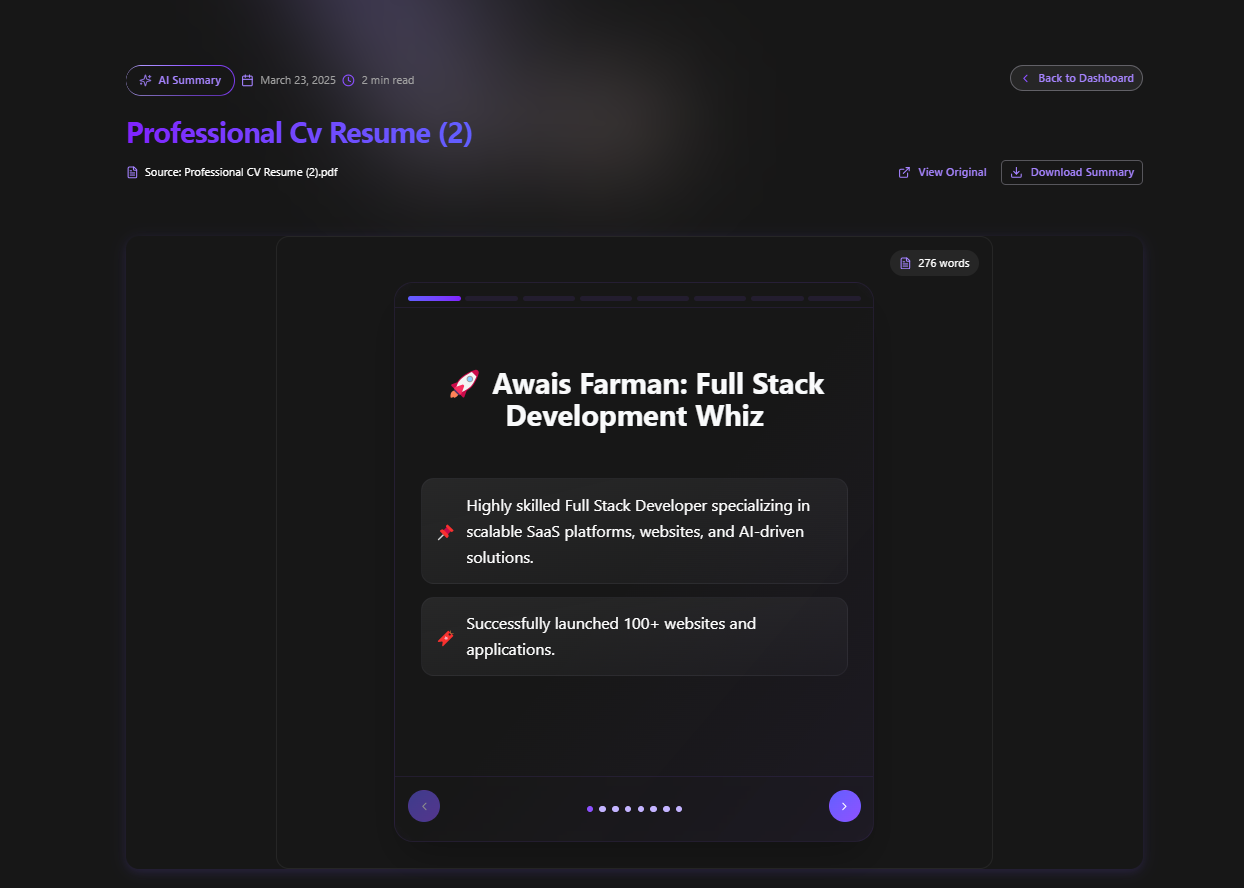 AI Summary March 23, 2025 2 min read
Back to Dashboard
Professional Cv Resume (2)
Source: Professional CV Resume (2).pdf
View Original
Download Summary
276 words
🚀 Awais Farman: Full Stack
Development Whiz
📌 Highly skilled Full Stack Developer specializing in
scalable SaaS platforms, websites, and AI-driven
solutions.
Successfully launched 100+ websites and
applications.